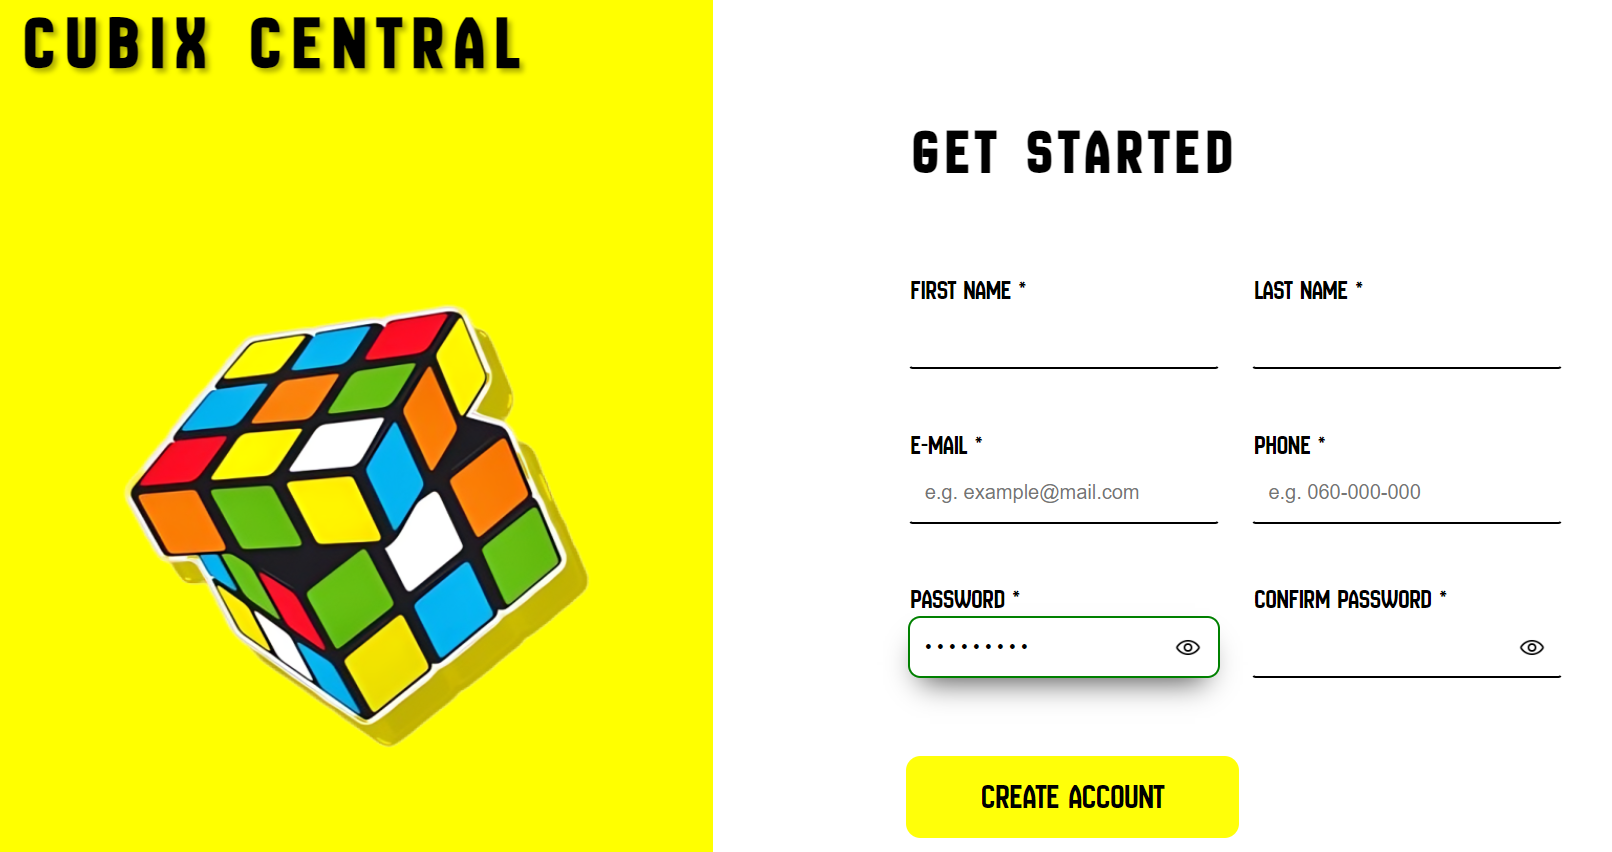 CUBIX CENTRAL
GET STARTED
FIRST NAME *
LAST NAME *
E-MAIL *
PHONE *
e.g. example@mail.com
e.g. 060-000-000
PASSWORD *
CONFIRM PASSWORD *
•••••••••
CREATE ACCOUNT